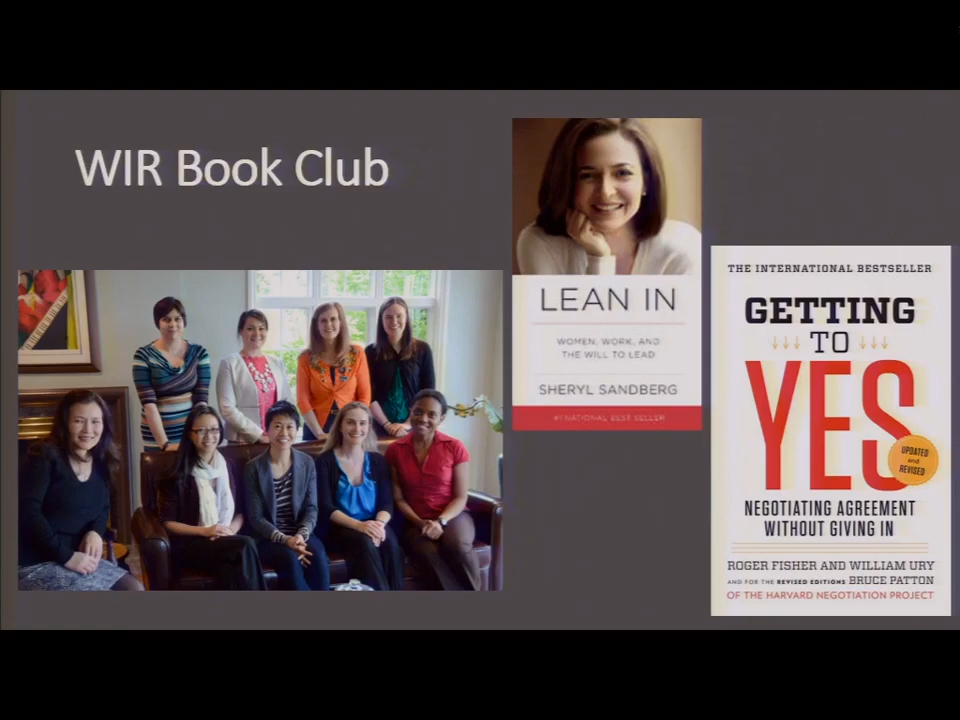 WIR Book Club
LEAN IN
WOMEN, WORK, AND
THE WILL TO LEAD
SHERYL SANDBERG
#1 NATIONAL BEST SELLER
THE INTERNATIONAL BESTSELLER
GETTING
TO
YES
UPDATED
and
REVISED
NEGOTIATING AGREEMENT
WITHOUT GIVING IN
ROGER FISHER AND WILLIAM URY
AND FOR THE REVISED EDITIONS BRUCE PATTON
OF THE HARVARD NEGOTIATION PROJECT